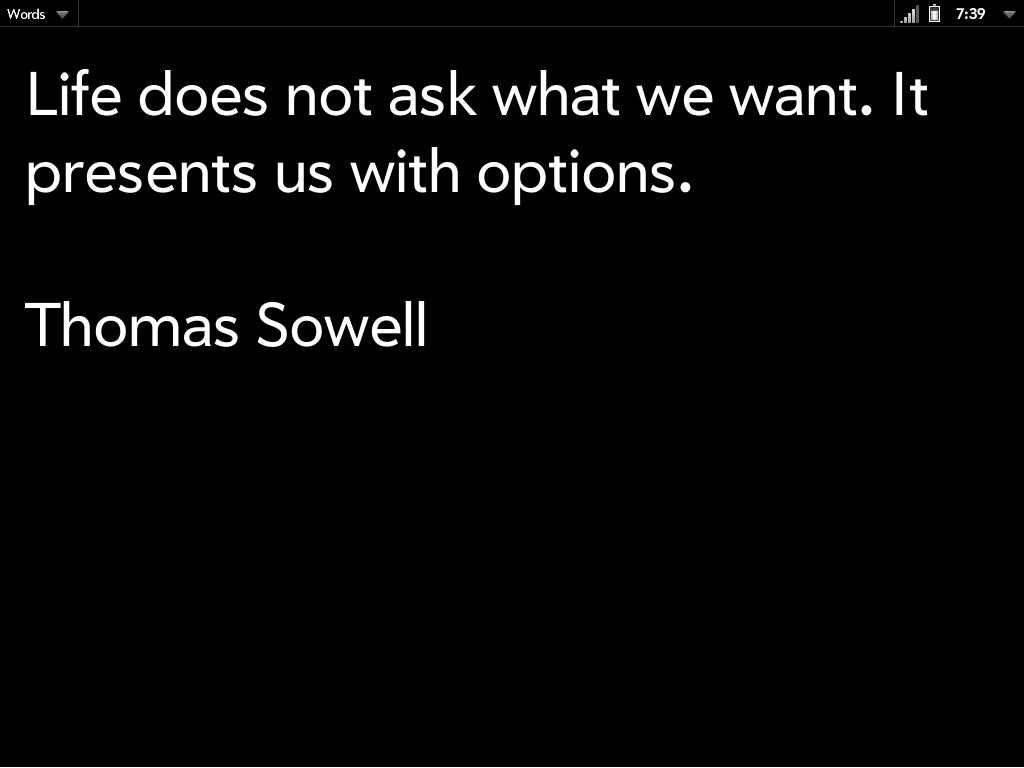 Words 7:39
Life does not ask what we want. It
presents us with options.
Thomas Sowell